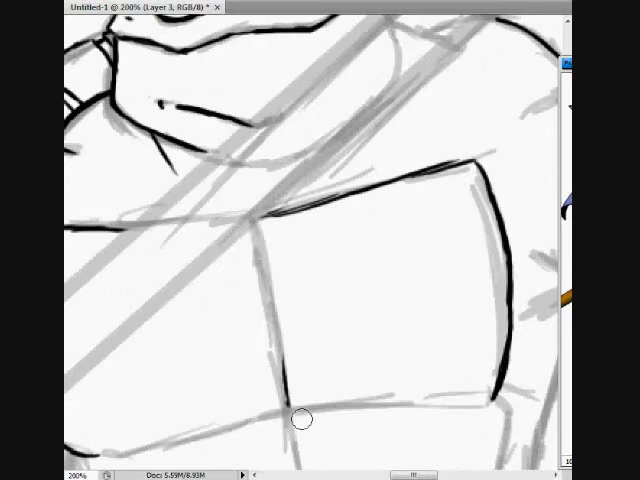 Untitled-1 @ 200% (Layer 3, RGB/8) * ×
200%
Doc: 5.59M/8.93M